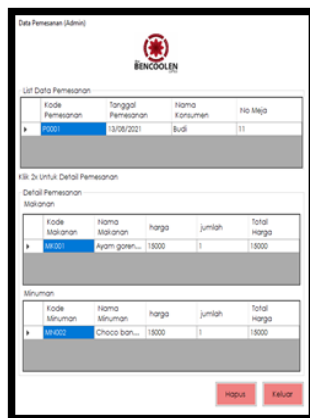 Data Pemesanan (Admin)
BENCOOLEN
List Data Pemesanan
Kode Pemesanan Tanggal Pemesanan Nama Konsumen No Meja
P0001 13/08/2021 Budi 11
Klik 2x Untuk Detail Pemesanan
Detail Pemesanan
Makanan
Kode Makanan Nama Makanan harga jumlah Total Harga
MK001 Ayam goren... 15000 1 15000
Minuman
Kode Minuman Nama Minuman harga jumlah Total Harga
MN002 Choco ban... 15000 1 15000
Hapus Keluar